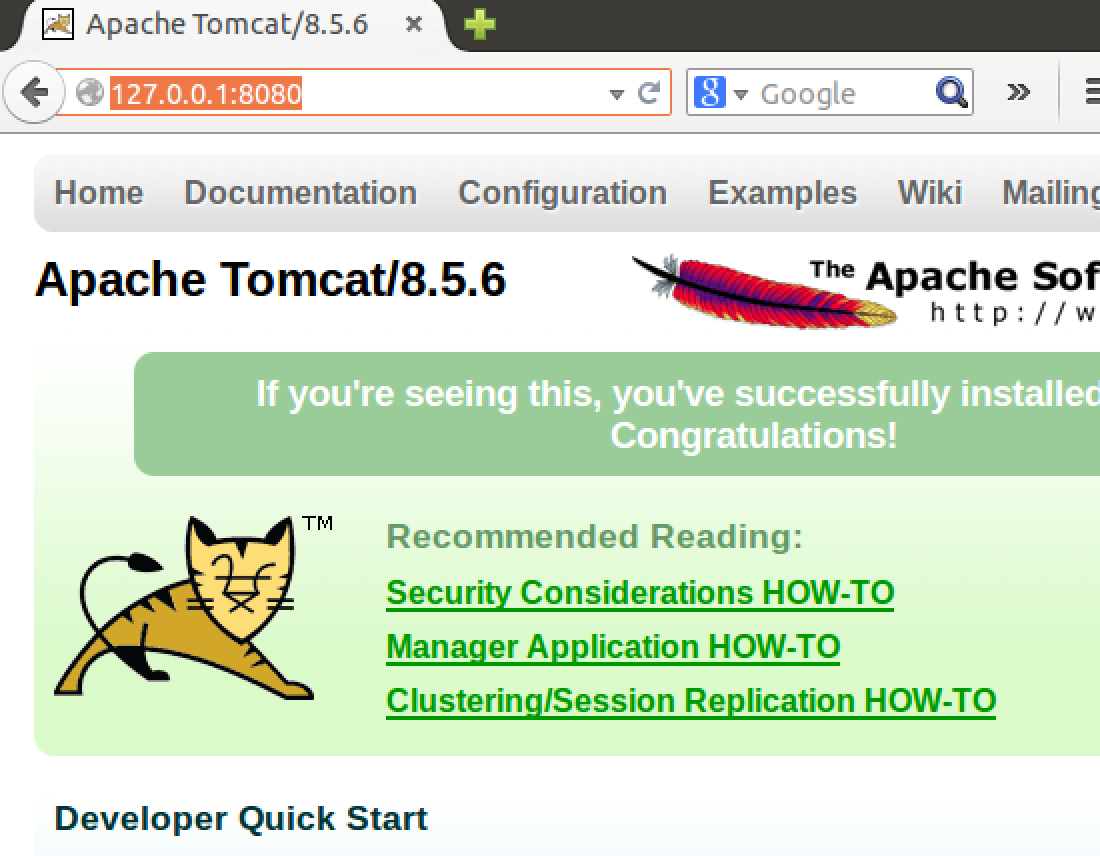 Apache Tomcat/8.5.6
127.0.0.1:8080
Google
Home Documentation Configuration Examples Wiki Mailing
Apache Tomcat/8.5.6
The Apache Sof
http://w
If you're seeing this, you've successfully installed
Congratulations!
TM
Recommended Reading:
Security Considerations HOW-TO
Manager Application HOW-TO
Clustering/Session Replication HOW-TO
Developer Quick Start